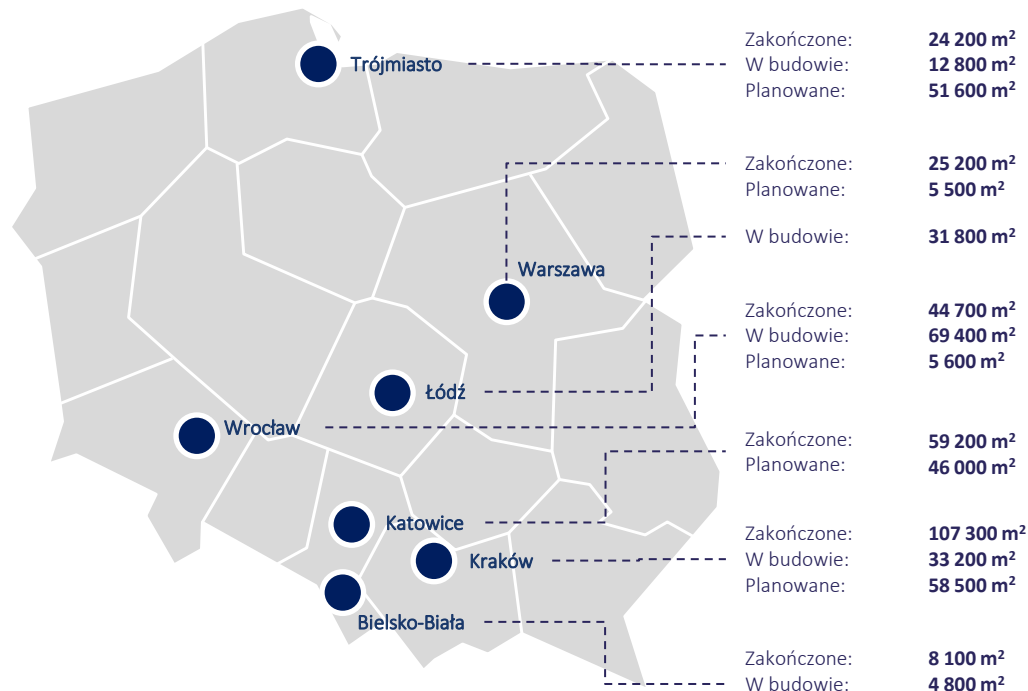 Trójmiasto
Zakończone: 24 200 m²
W budowie: 12 800 m²
Planowane: 51 600 m²
Zakończone: 25 200 m²
Planowane: 5 500 m²
W budowie: 31 800 m²
Warszawa
Zakończone: 44 700 m²
W budowie: 69 400 m²
Planowane: 5 600 m²
Łódź
Wrocław
Zakończone: 59 200 m²
Planowane: 46 000 m²
Katowice
Zakończone: 107 300 m²
W budowie: 33 200 m²
Planowane: 58 500 m²
Kraków
Bielsko-Biała
Zakończone: 8 100 m²
W budowie: 4 800 m²